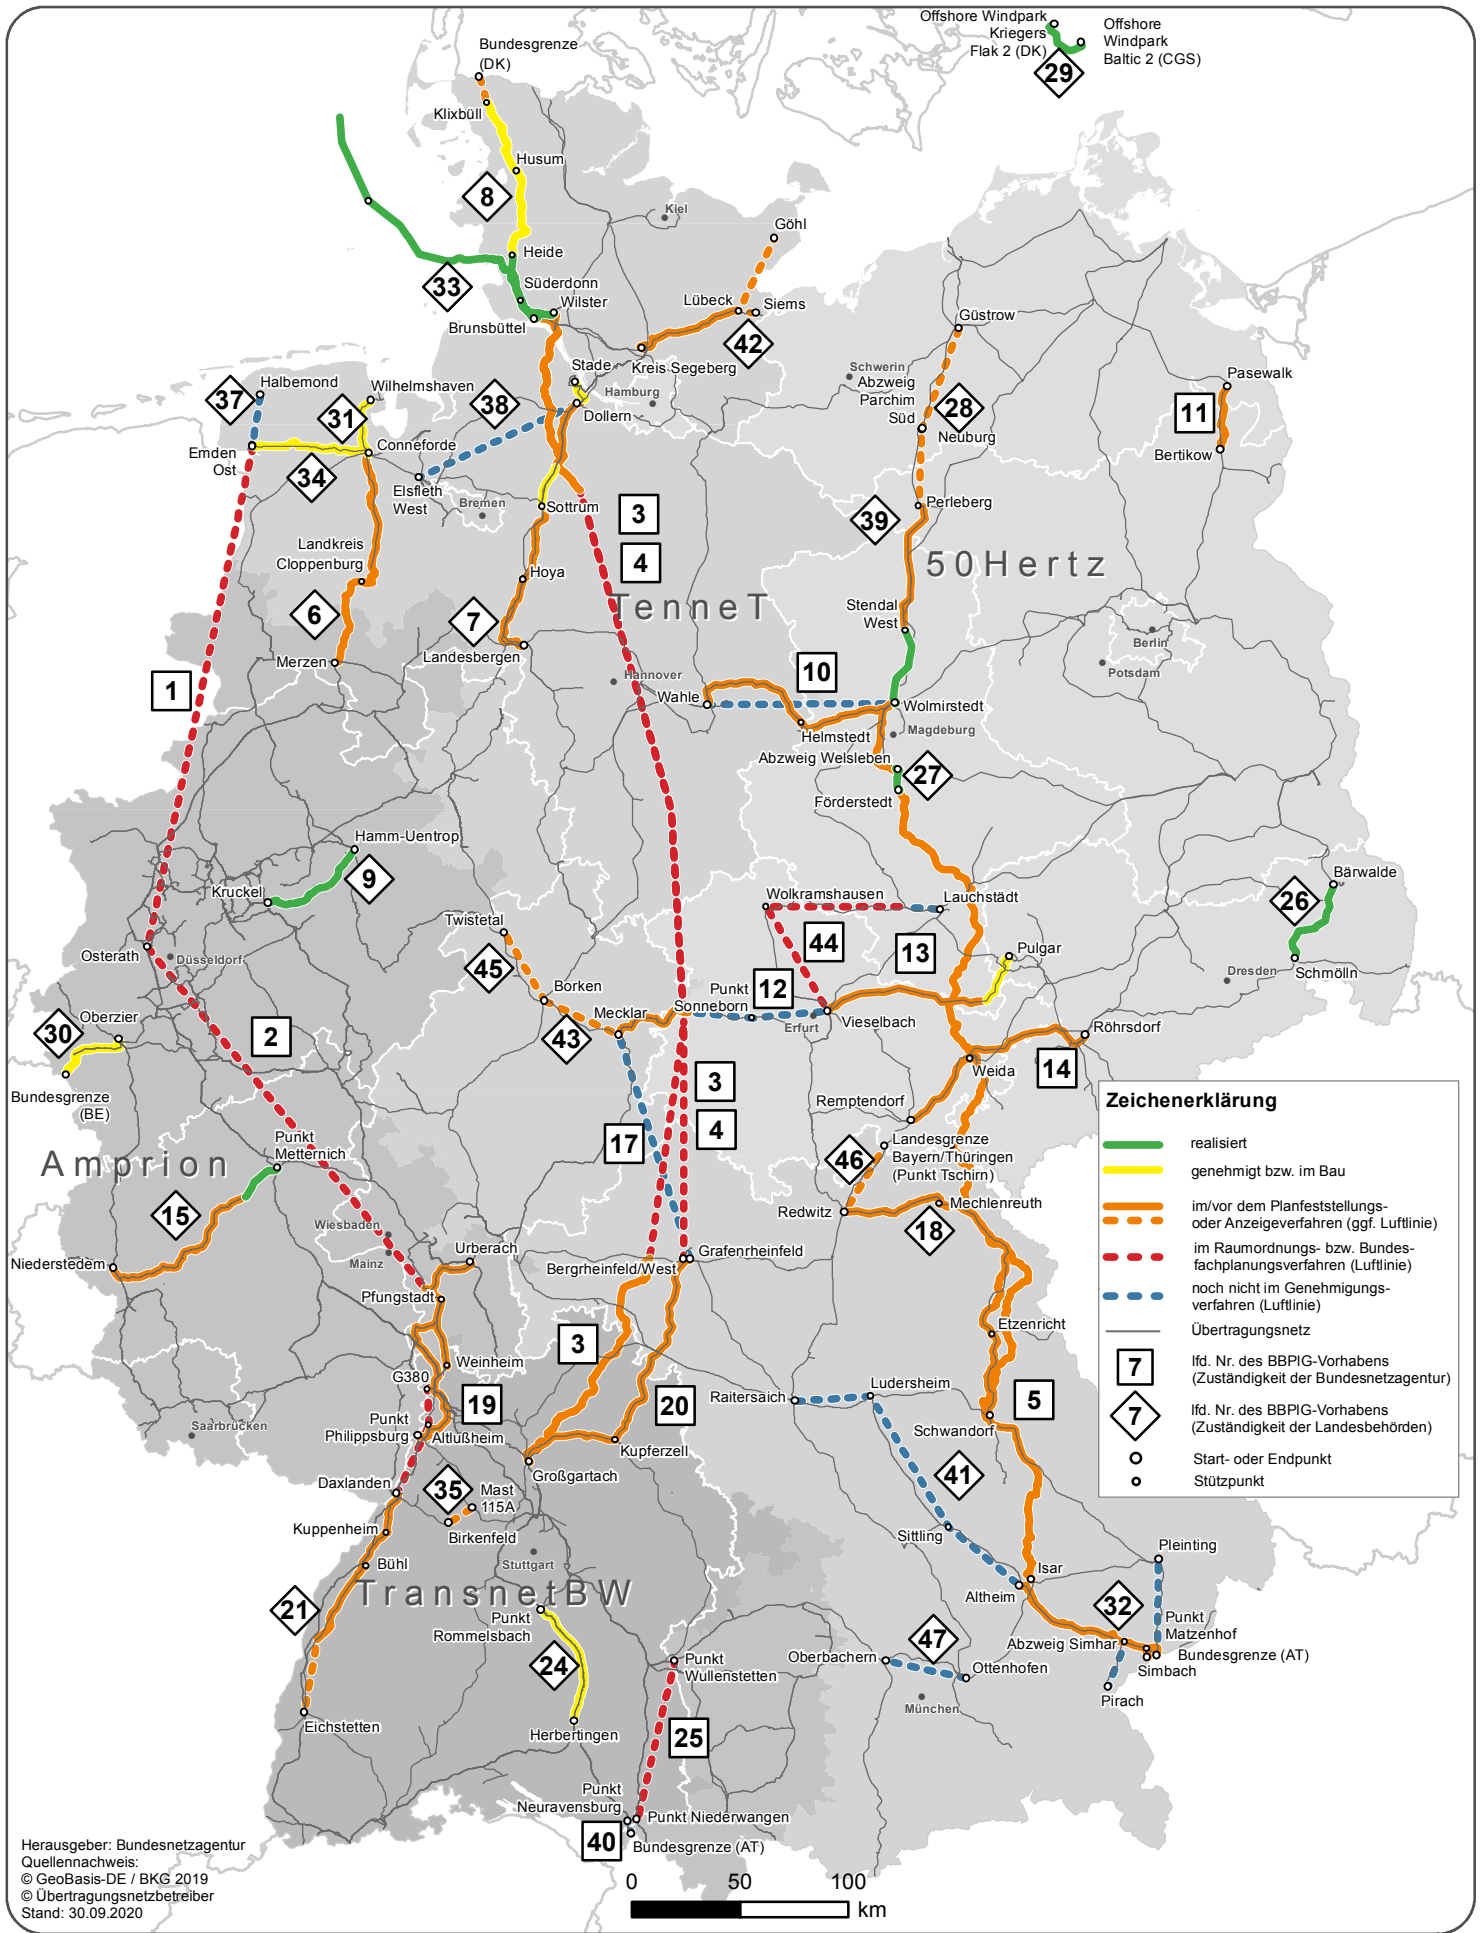 Offshore Windpark
Kriegers
Flak 2 (DK)
Offshore
Windpark
Baltic 2 (CGS)
29
Bundesgrenze
(DK)
Klixbüll
Husum
8
Kiel
Göhl
Heide
33
Süderdonn
Wilster
Brunsbüttel
Lübeck
Siems
42
Kreis Segeberg
Güstrow
Schwerin
Abzweig
Parchim
Süd
28
Neuburg
Pasewalk
11
Bertikow
37
Halbemond
Wilhelmshaven
31
38
Stade
Hamburg
Dollern
Emden
Ost
Conneforde
34
Elsfleth
West
Bremen
Sottrum
3
4
39
Perleberg
50Hertz
Landkreis
Cloppenburg
Hoya
6
7
TenneT
Stendal
West
Berlin
Potsdam
Merzen
Landesbergen
1
Hannover
10
Wahle
Wolmirstedt
Helmstedt
Magdeburg
Abzweig Welsleben
27
Förderstedt
Hamm-Uentrop
9
Kruckel
Wolkramshausen
Lauchstädt
Bärwalde
26
Twistetal
44
13
Pulgar
Osterath
Düsseldorf
45
Dresden
Schmölln
Borken
12
Punkt
Sonneborn
Mecklar
Erfurt
Vieselbach
30
Oberzier
2
43
Röhrsdorf
14
Weida
Bundesgrenze
(BE)
3
4
Remptendorf
Amprion
Punkt
Metternich
17
46
Landesgrenze
Bayern/Thüringen
(Punkt Tschirn)
15
Redwitz
Mechlenreuth
18
Wiesbaden
Mainz
Urberach
Niederstedem
Pfungstadt
Bergrheinfeld/West
Grafenrheinfeld
3
Etzenricht
Weinheim
G380
19
20
Raitersaich
Ludersheim
5
Saarbrücken
Punkt
Philippsburg
Altlußheim
Kupferzell
Schwandorf
Großgartach
Daxlanden
35
Mast
115A
41
Kuppenheim
Birkenfeld
Sittling
Stuttgart
Bühl
TransnetBW
Pleinting
Isar
Altheim
21
Punkt
Rommelsbach
24
32
Punkt
Matzenhof
Abzweig Simhar
Bundesgrenze (AT)
Simbach
Pirach
47
Oberbachern
Ottenhofen
München
Punkt
Wullenstetten
Eichstetten
Herbertingen
25
Punkt
Neuravensburg
Punkt Niederwangen
40
Bundesgrenze (AT)
Zeichenerklärung
realisiert
genehmigt bzw. im Bau
im/vor dem Planfeststellungs-
oder Anzeigeverfahren (ggf. Luftlinie)
im Raumordnungs- bzw. Bundes-
fachplanungsverfahren (Luftlinie)
noch nicht im Genehmigungs-
verfahren (Luftlinie)
Übertragungsnetz
7
lfd. Nr. des BBPlG-Vorhabens
(Zuständigkeit der Bundesnetzagentur)
7
lfd. Nr. des BBPlG-Vorhabens
(Zuständigkeit der Landesbehörden)
Start- oder Endpunkt
Stützpunkt
Herausgeber: Bundesnetzagentur
Quellennachweis:
© GeoBasis-DE / BKG 2019
© Übertragungsnetzbetreiber
Stand: 30.09.2020
0 50 100
km